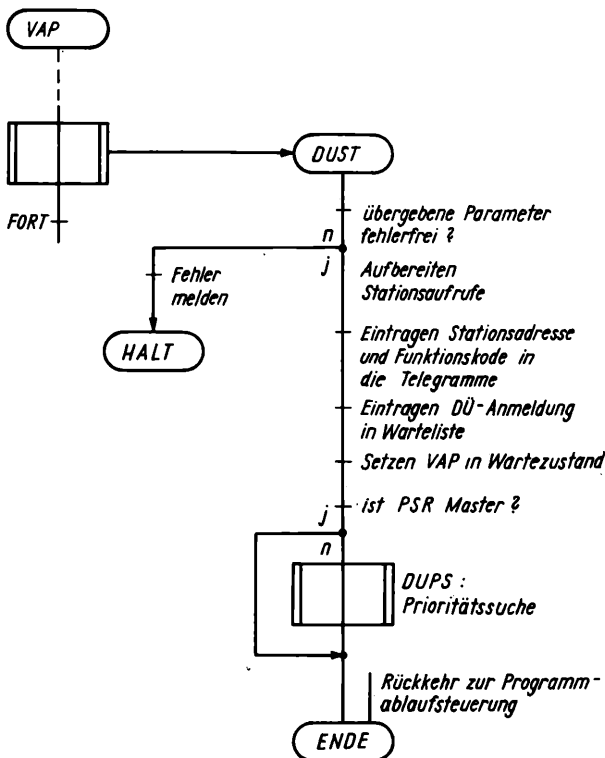 VAP
DUST
FORT
übergebene Parameter
fehlerfrei ?
n
j
Aufbereiten
Stationsaufrufe
Fehler
melden
HALT
Eintragen Stationsadresse
und Funktionskode in
die Telegramme
Eintragen DÜ-Anmeldung
in Warteliste
Setzen VAP in Wartezustand
ist PSR Master ?
j
n
DUPS :
Prioritätssuche
Rückkehr zur Programm-
ablaufsteuerung
ENDE